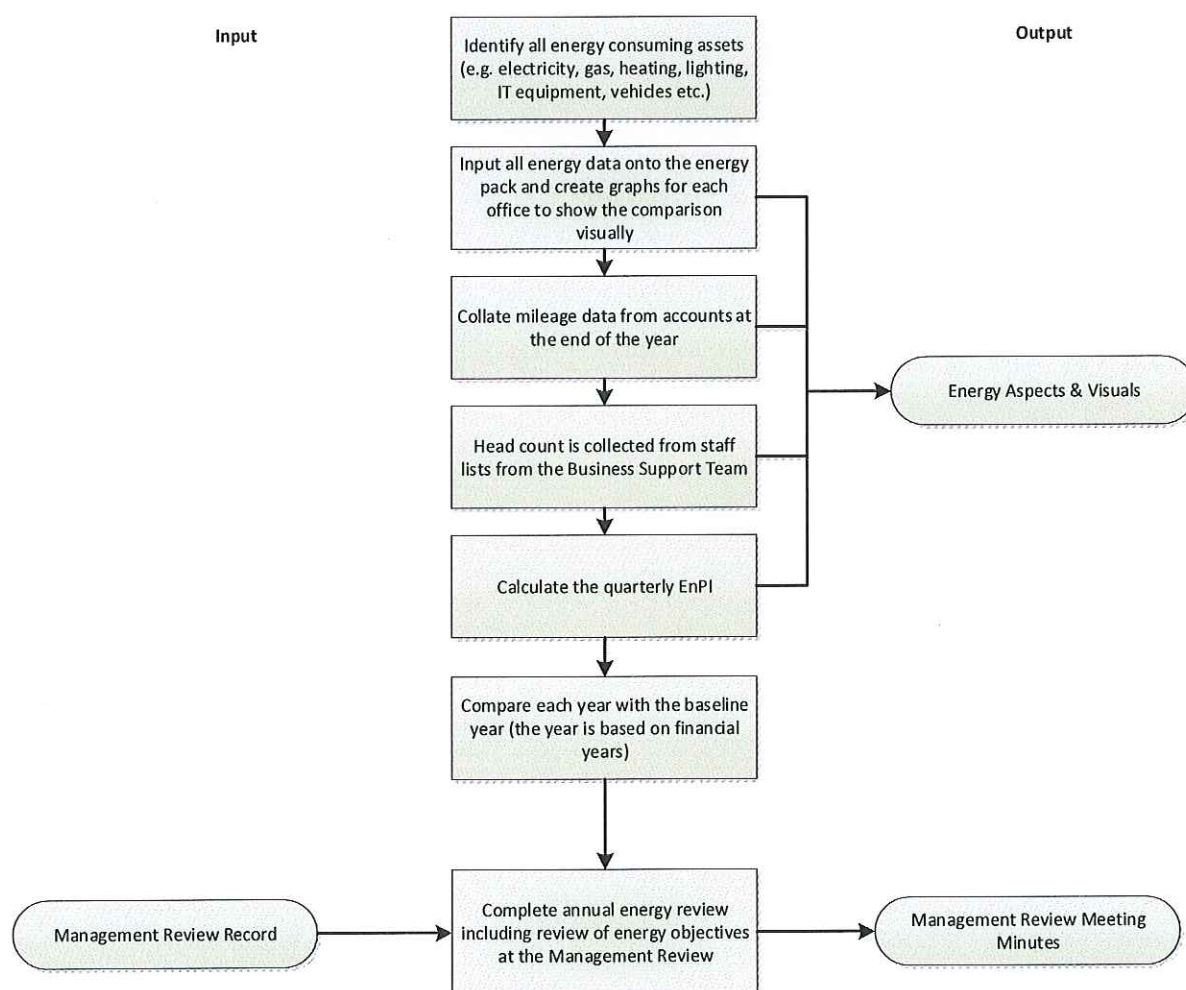 Input
Output
Identify all energy consuming assets
(e.g. electricity, gas, heating, lighting,
IT equipment, vehicles etc.)
Input all energy data onto the energy
pack and create graphs for each
office to show the comparison
visually
Collate mileage data from accounts at
the end of the year
Energy Aspects & Visuals
Head count is collected from staff
lists from the Business Support Team
Calculate the quarterly EnPI
Compare each year with the baseline
year (the year is based on financial
years)
Management Review Record
Complete annual energy review
including review of energy objectives
at the Management Review
Management Review Meeting
Minutes